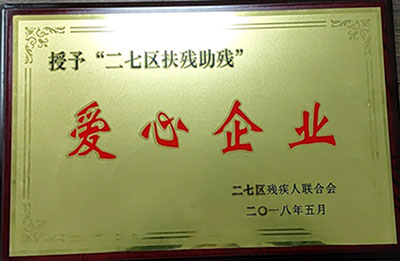 授予“二七区扶残助残”
爱心企业
二七区残疾人联合会
二〇一八年五月